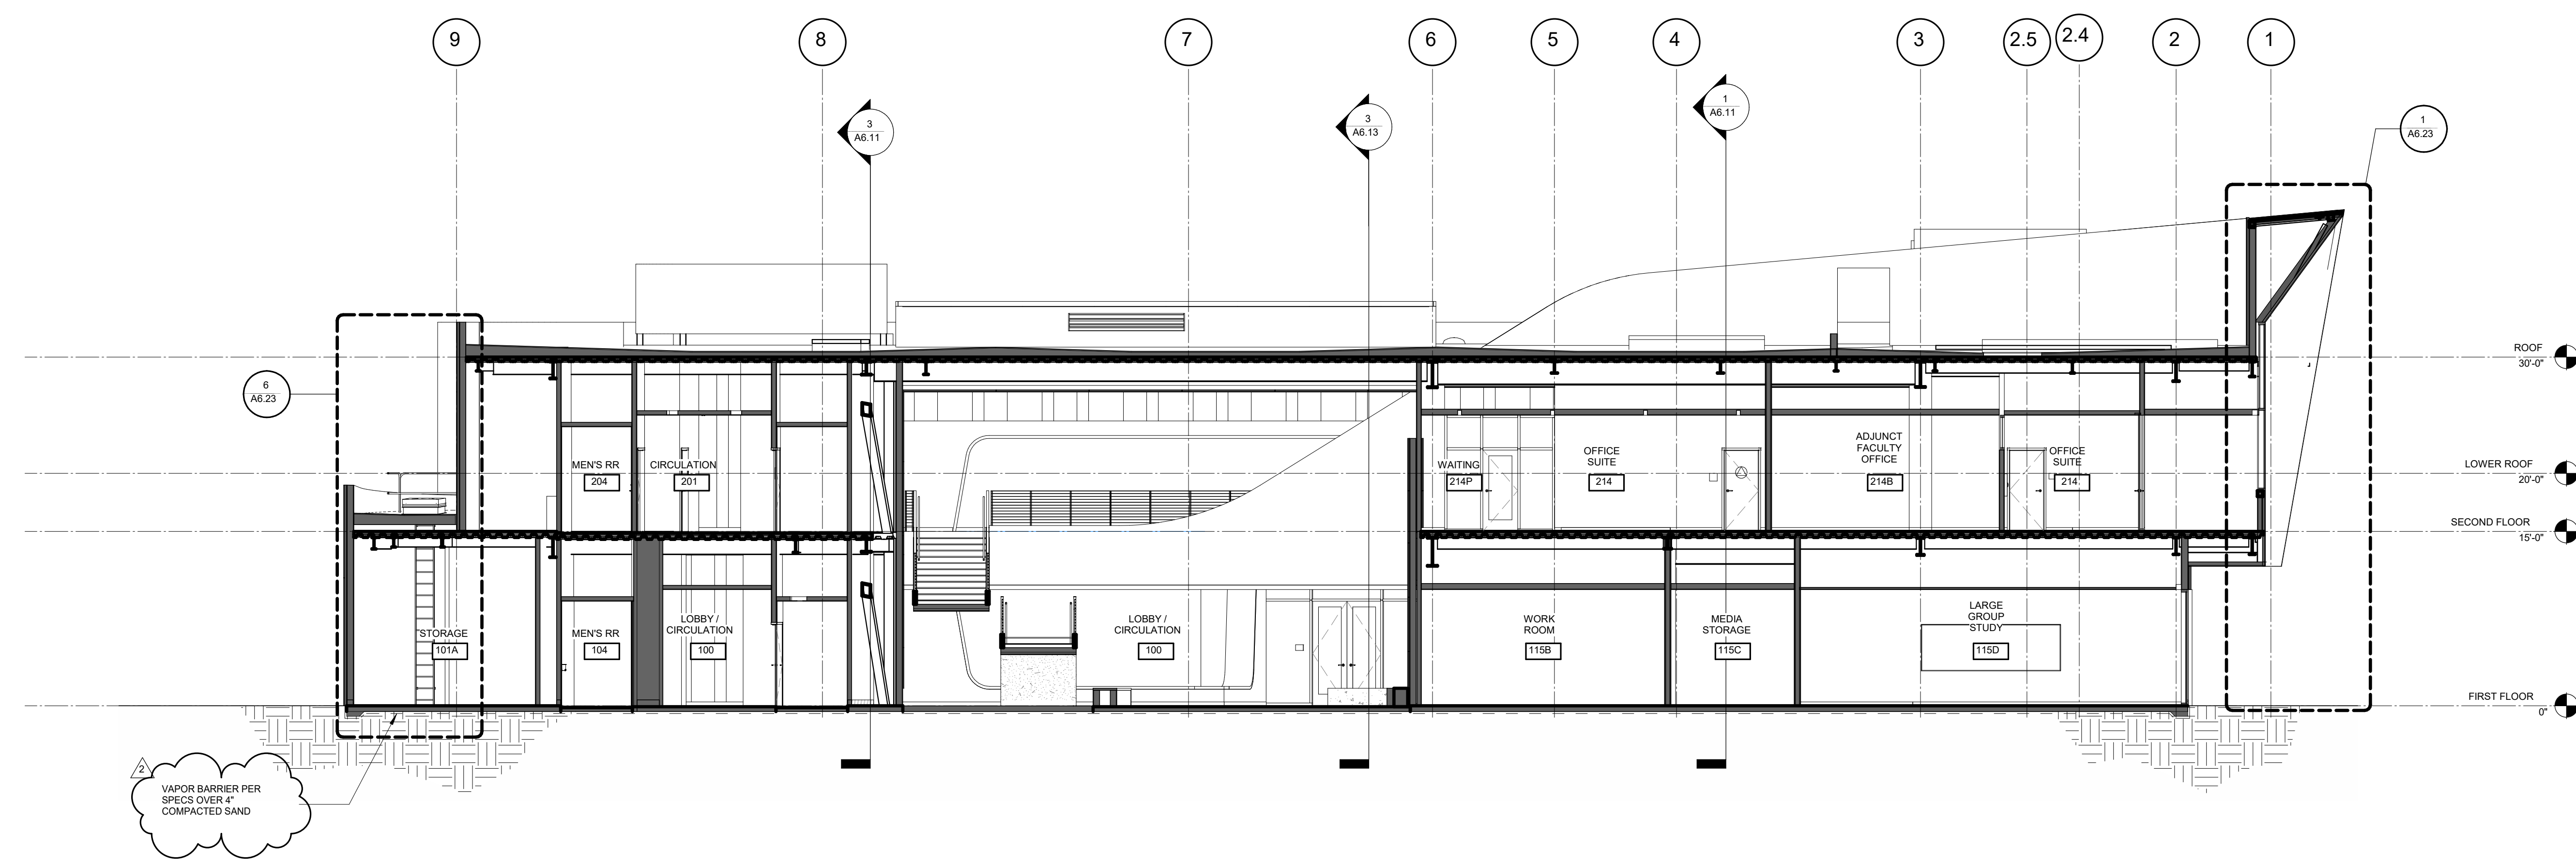 9
8
7
6
5
4
3
2.5
2.4
2
1
3
A6.11
3
A6.13
1
A6.11
1
A6.23
6
A6.23
ROOF
30'-0"
LOWER ROOF
20'-0"
SECOND FLOOR
15'-0"
FIRST FLOOR
0"
MEN'S RR
204
CIRCULATION
201
WAITING
214P
OFFICE
SUITE
214
ADJUNCT
FACULTY
OFFICE
214B
OFFICE
SUITE
214
STORAGE
101A
MEN'S RR
104
LOBBY /
CIRCULATION
100
LOBBY /
CIRCULATION
100
WORK
ROOM
115B
MEDIA
STORAGE
115C
LARGE
GROUP
STUDY
115D
2
VAPOR BARRIER PER
SPECS OVER 4"
COMPACTED SAND